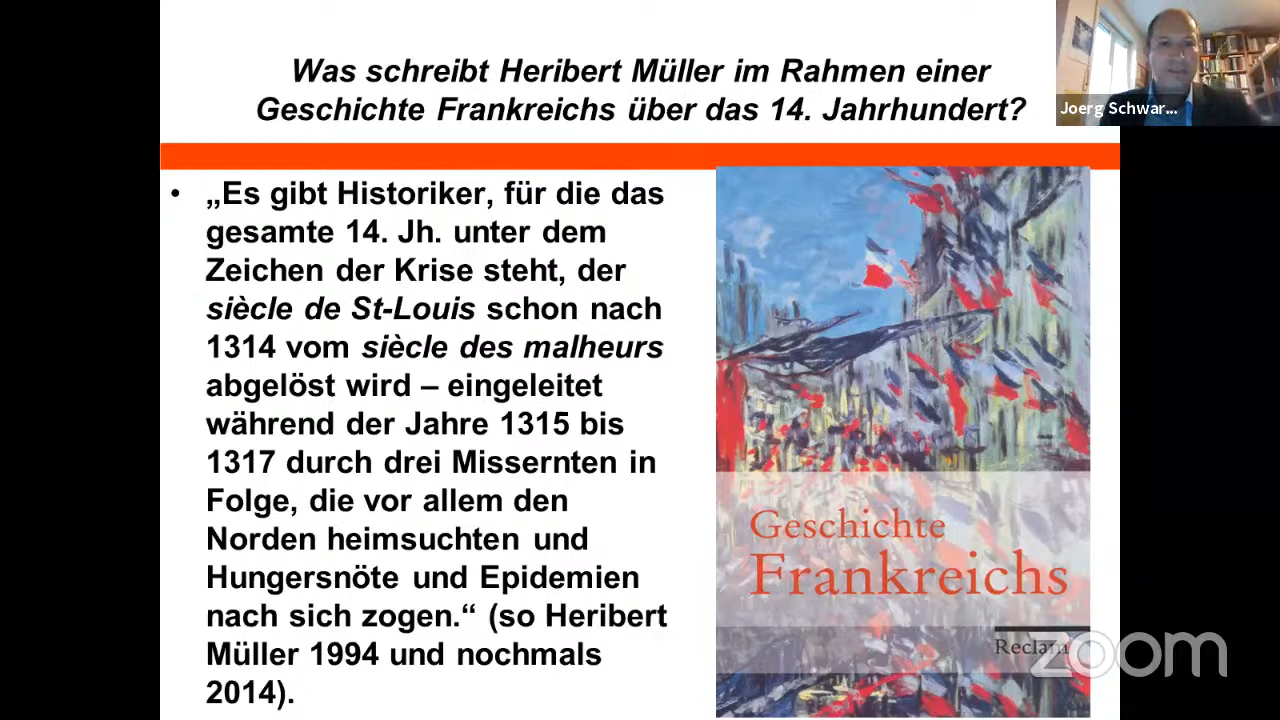 Was schreibt Heribert Müller im Rahmen einer
Geschichte Frankreichs über das 14. Jahrhundert?
Joerg Schwar...
• „Es gibt Historiker, für die das
gesamte 14. Jh. unter dem
Zeichen der Krise steht, der
siècle de St-Louis schon nach
1314 vom siècle des malheurs
abgelöst wird – eingeleitet
während der Jahre 1315 bis
1317 durch drei Missernten in
Folge, die vor allem den
Norden heimsuchten und
Hungersnöte und Epidemien
nach sich zogen.“ (so Heribert
Müller 1994 und nochmals
2014).
Geschichte
Frankreichs
Reclam
zoom